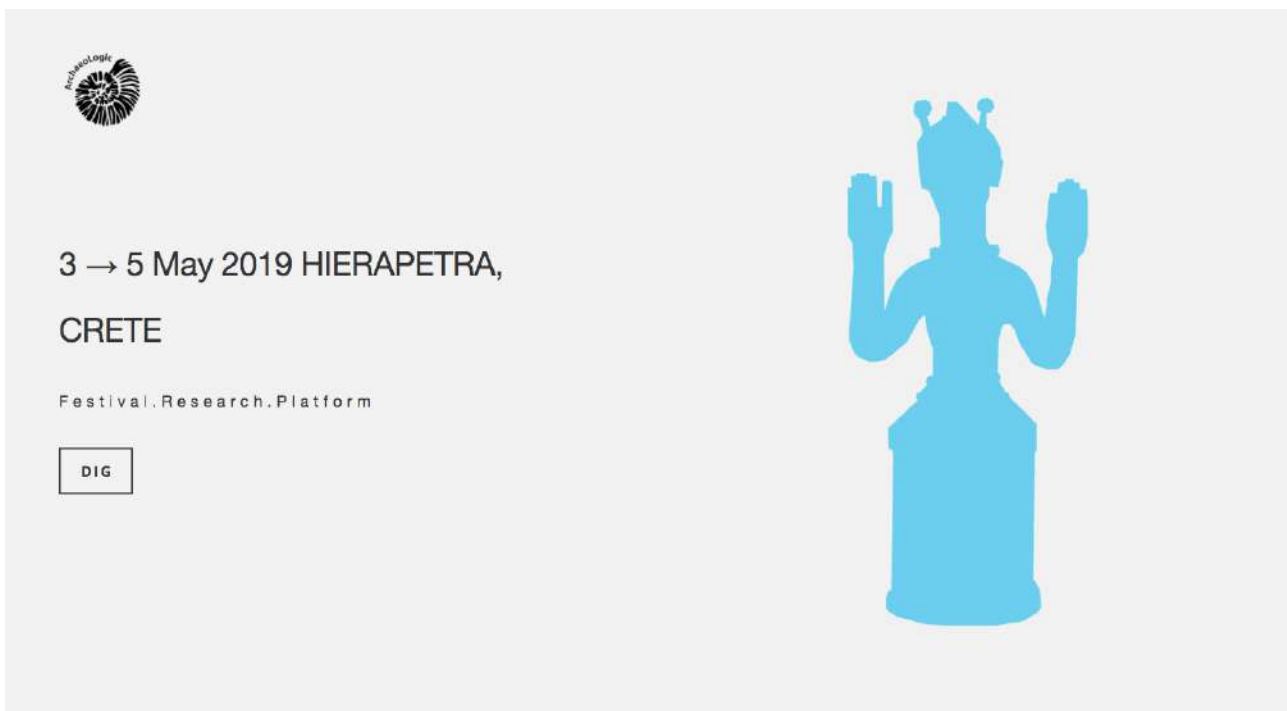 ArchaeoLogic
3 → 5 May 2019 HIERAPETRA,
CRETE
Festival.Research.Platform
DIG